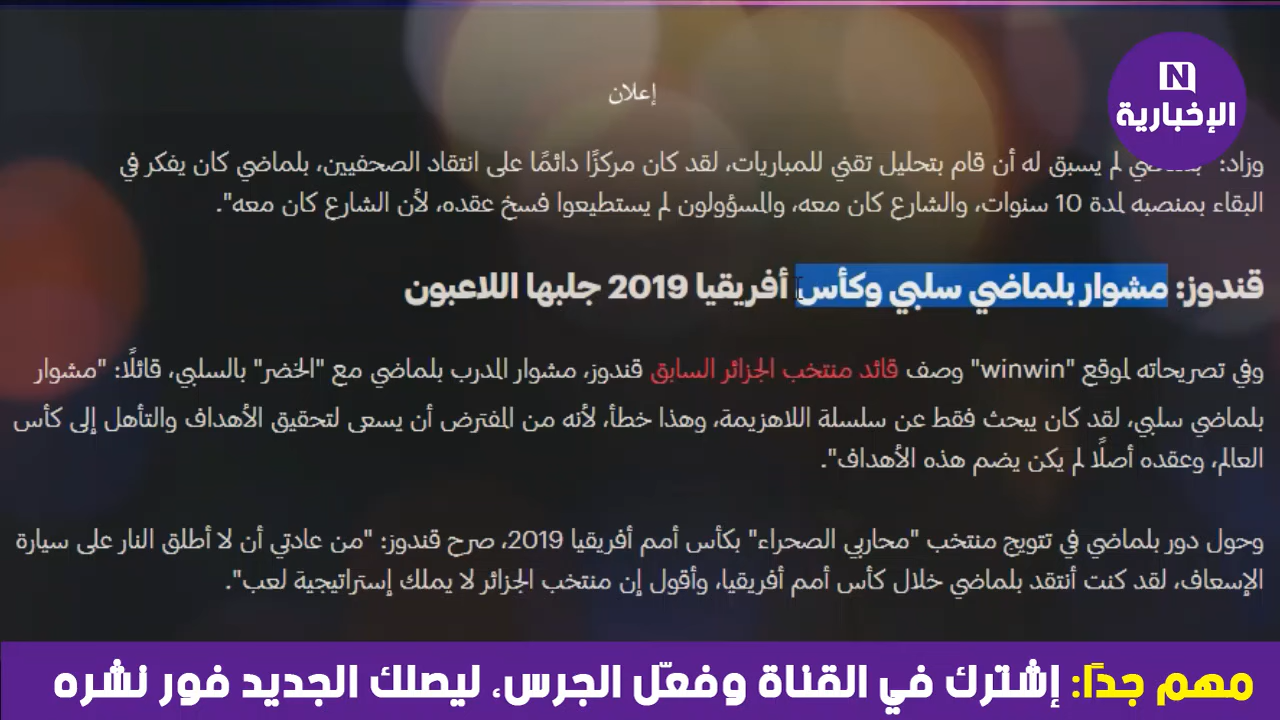 N
الإخبارية
إعلان
وزاد: "بلماضي لم يسبق له أن قام بتحليل تقني للمباريات، لقد كان مركزًا دائمًا على انتقاد الصحفيين، بلماضي كان يفكر في
البقاء بمنصبه لمدة 10 سنوات، والشارع كان معه، والمسؤولون لم يستطيعوا فسخ عقده، لأن الشارع كان معه".
قندوز: مشوار بلماضي سلبي وكأس أفريقيا 2019 جلبها اللاعبون
وفي تصريحاته لموقع "winwin" وصف قائد منتخب الجزائر السابق قندوز، مشوار المدرب بلماضي مع "الخضر" بالسلبي، قائلًا: "مشوار
بلماضي سلبي، لقد كان يبحث فقط عن سلسلة اللاهزيمة، وهذا خطأ، لأنه من المفترض أن يسعى لتحقيق الأهداف والتأهل إلى كأس
العالم، وعقده أصلًا لم يكن يضم هذه الأهداف".
وحول دور بلماضي في تتويج منتخب "محاربي الصحراء" بكأس أمم أفريقيا 2019، صرح قندوز: "من عادتي أن لا أطلق النار على سيارة
الإسعاف، لقد كنت أنتقد بلماضي خلال كأس أمم أفريقيا، وأقول إن منتخب الجزائر لا يملك إستراتيجية لعب".
مهم جدًا: إشترك في القناة وفعّل الجرس، ليصلك الجديد فور نشره